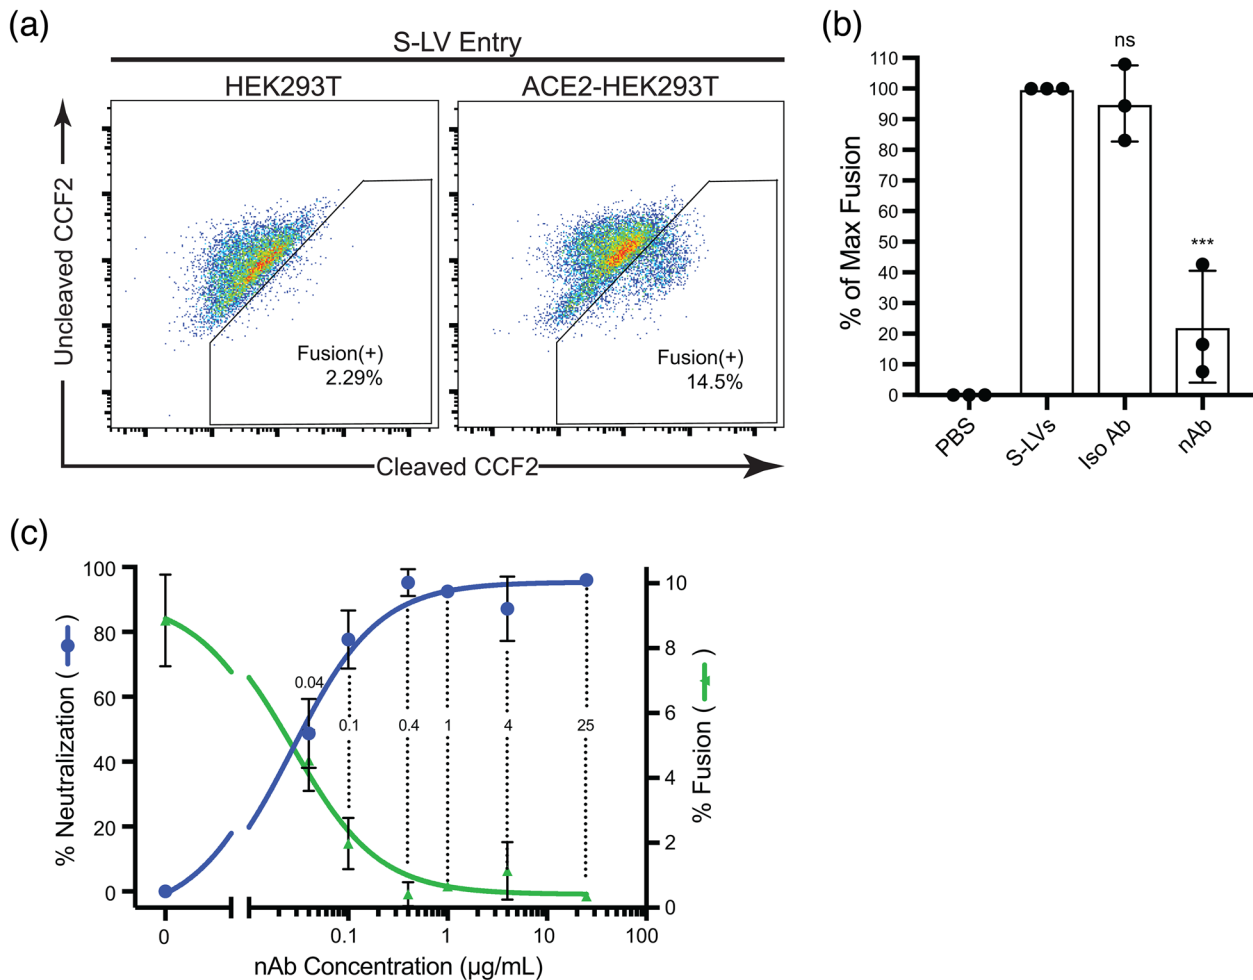 (a)
S-LV Entry
HEK293T
ACE2-HEK293T
Uncleaved CCF2
Fusion(+)
2.29%
Fusion(+)
14.5%
Cleaved CCF2
(b)
% of Max Fusion
110
100
90
80
70
60
50
40
30
20
10
0
ns
***
PBS
S-LVs
Iso Ab
nAb
(c)
% Neutralization ( )
100
80
60
40
20
0
0.04
0.1
0.4
1
4
25
10
8
6
4
2
0
% Fusion ( )
0
0.1
1
10
100
nAb Concentration (μg/mL)